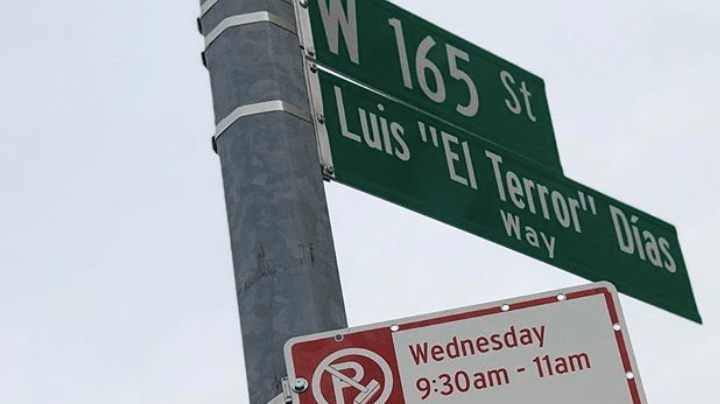 W 165 St
Luis "El Terror" Días
Way
Wednesday
9:30am - 11am